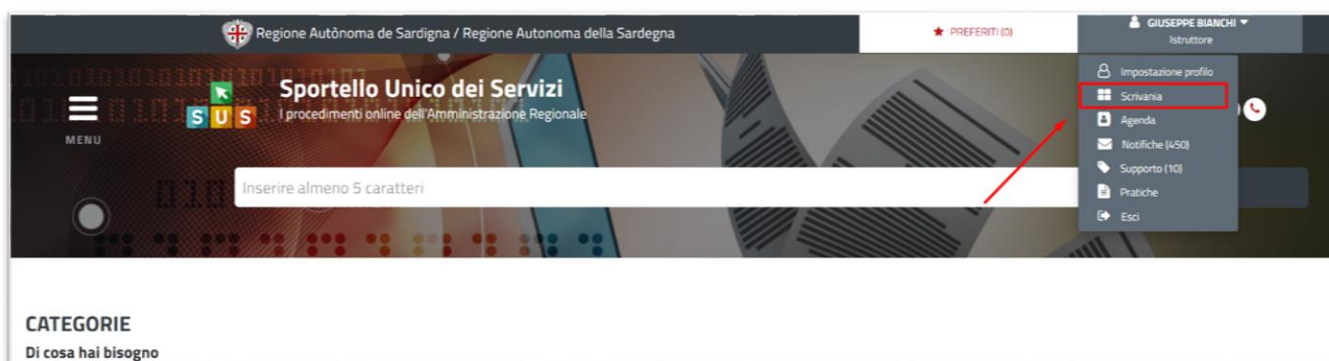 Regione Autònoma de Sardigna / Regione Autonoma della Sardegna
★ PREFERITI (0)
GIUSEPPE BIANCHI
Istruttore
MENU
SUS
Sportello Unico dei Servizi
I procedimenti online dell'Amministrazione Regionale
Inserire almeno 5 caratteri
Impostazione profilo
Scrivania
Agenda
Notifiche (450)
Supporto (10)
Pratiche
Esci
CATEGORIE
Di cosa hai bisogno